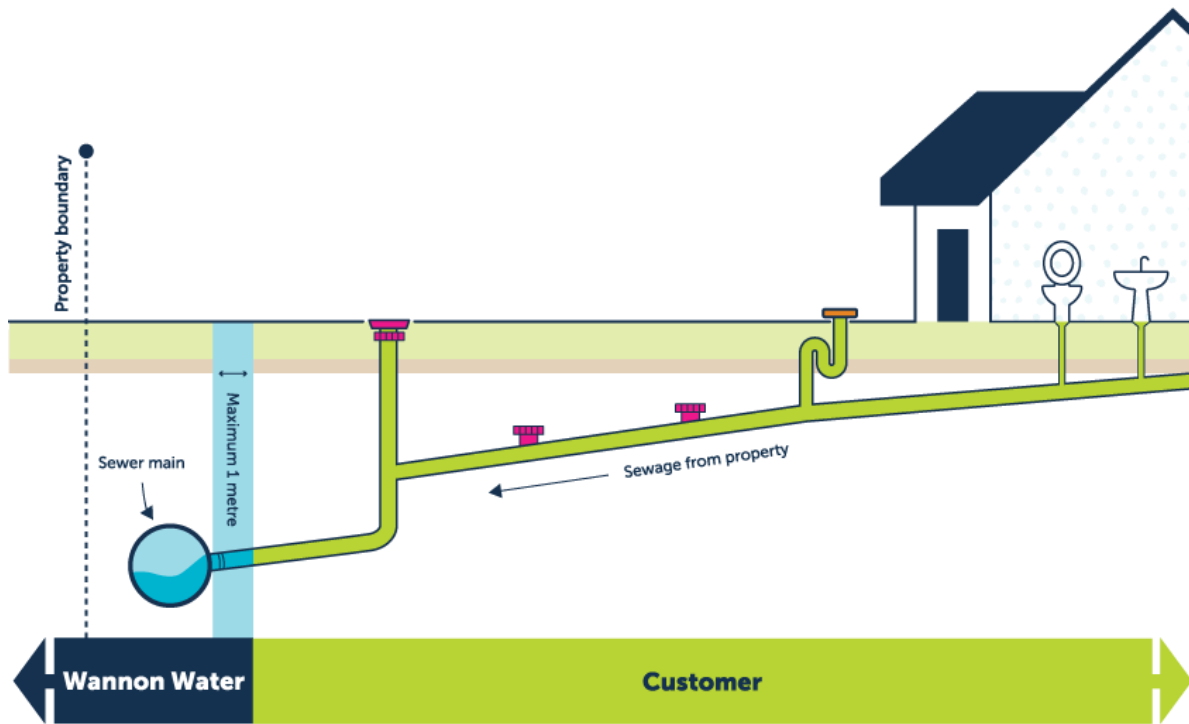 Property boundary
Maximum 1 metre
Sewer main
Sewage from property
Wannon Water
Customer